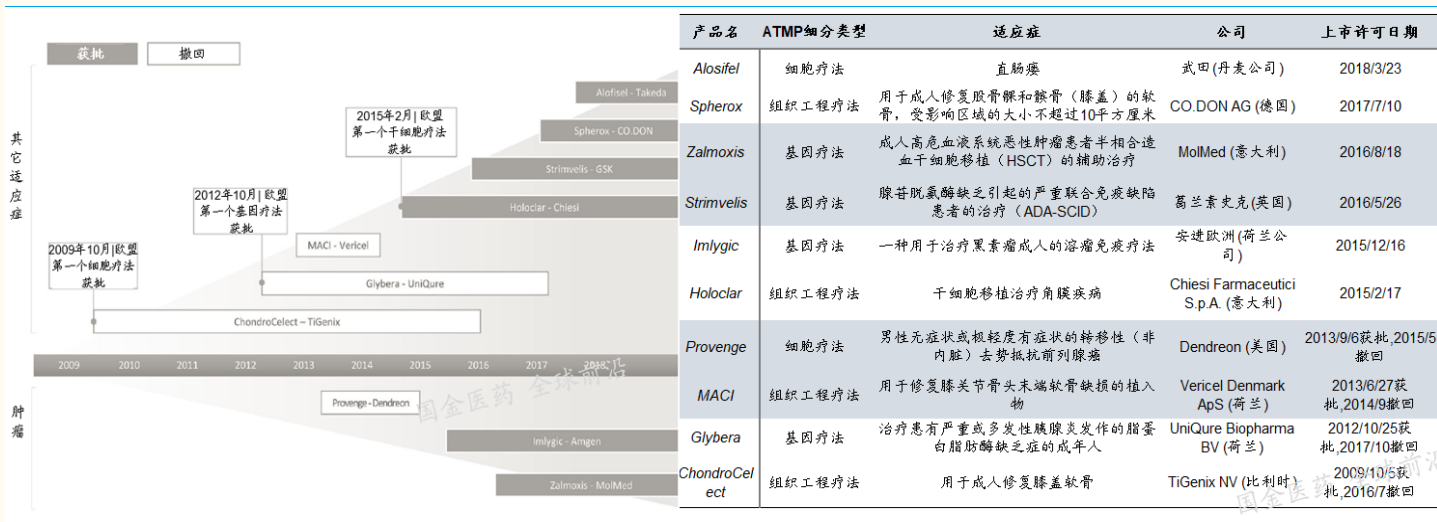 获批
撤回
其它适应症
Alofisel - Takeda
2015年2月| 欧盟
第一个干细胞疗法
获批
Spherox - CO.DON
Strimvelis - GSK
2012年10月| 欧盟
第一个基因疗法
获批
Holoclar - Chiesi
MACI - Vericel
2009年10月|欧盟
第一个细胞疗法
获批
Glybera - UniQure
ChondroCelect – TiGenix
2009 2010 2011 2012 2013 2014 2015 2016 2017 2018
肿瘤
Provenge - Dendreon
Imlygic - Amgen
Zalmoxis - MolMed
国金医药 全球前沿
产品名 ATMP细分类型 适应症 公司 上市许可日期
Alosifel 细胞疗法 直肠瘘 武田(丹麦公司) 2018/3/23
Spherox 组织工程疗法 用于成人修复股骨髁和髌骨（膝盖）的软
骨，受影响区域的大小不超过10平方厘米 CO.DON AG (德国) 2017/7/10
Zalmoxis 基因疗法 成人高危血液系统恶性肿瘤患者半相合造
血干细胞移植（HSCT）的辅助治疗 MolMed (意大利) 2016/8/18
Strimvelis 基因疗法 腺苷脱氨酶缺乏引起的严重联合免疫缺陷
患者的治疗（ADA-SCID） 葛兰素史克(英国) 2016/5/26
Imlygic 基因疗法 一种用于治疗黑素瘤成人的溶瘤免疫疗法 安进欧洲(荷兰公
司) 2015/12/16
Holoclar 组织工程疗法 干细胞移植治疗角膜疾病 Chiesi Farmaceutici
S.p.A. (意大利) 2015/2/17
Provenge 细胞疗法 男性无症状或极轻度有症状的转移性（非
内脏）去势抵抗前列腺癌 Dendreon (美国) 2013/9/6获批,2015/5
撤回
MACI 组织工程疗法 用于修复膝关节骨头末端软骨缺损的植入
物 Vericel Denmark
ApS (荷兰) 2013/6/27获
批,2014/9撤回
Glybera 基因疗法 治疗患有严重或多发性胰腺炎发作的脂蛋
白脂肪酶缺乏症的成年人 UniQure Biopharma
BV (荷兰) 2012/10/25获
批,2017/10撤回
ChondroCel
ect 组织工程疗法 用于成人修复膝盖软骨 TiGenix NV (比利时) 2009/10/5获
批,2016/7撤回
国金医药 全球前沿